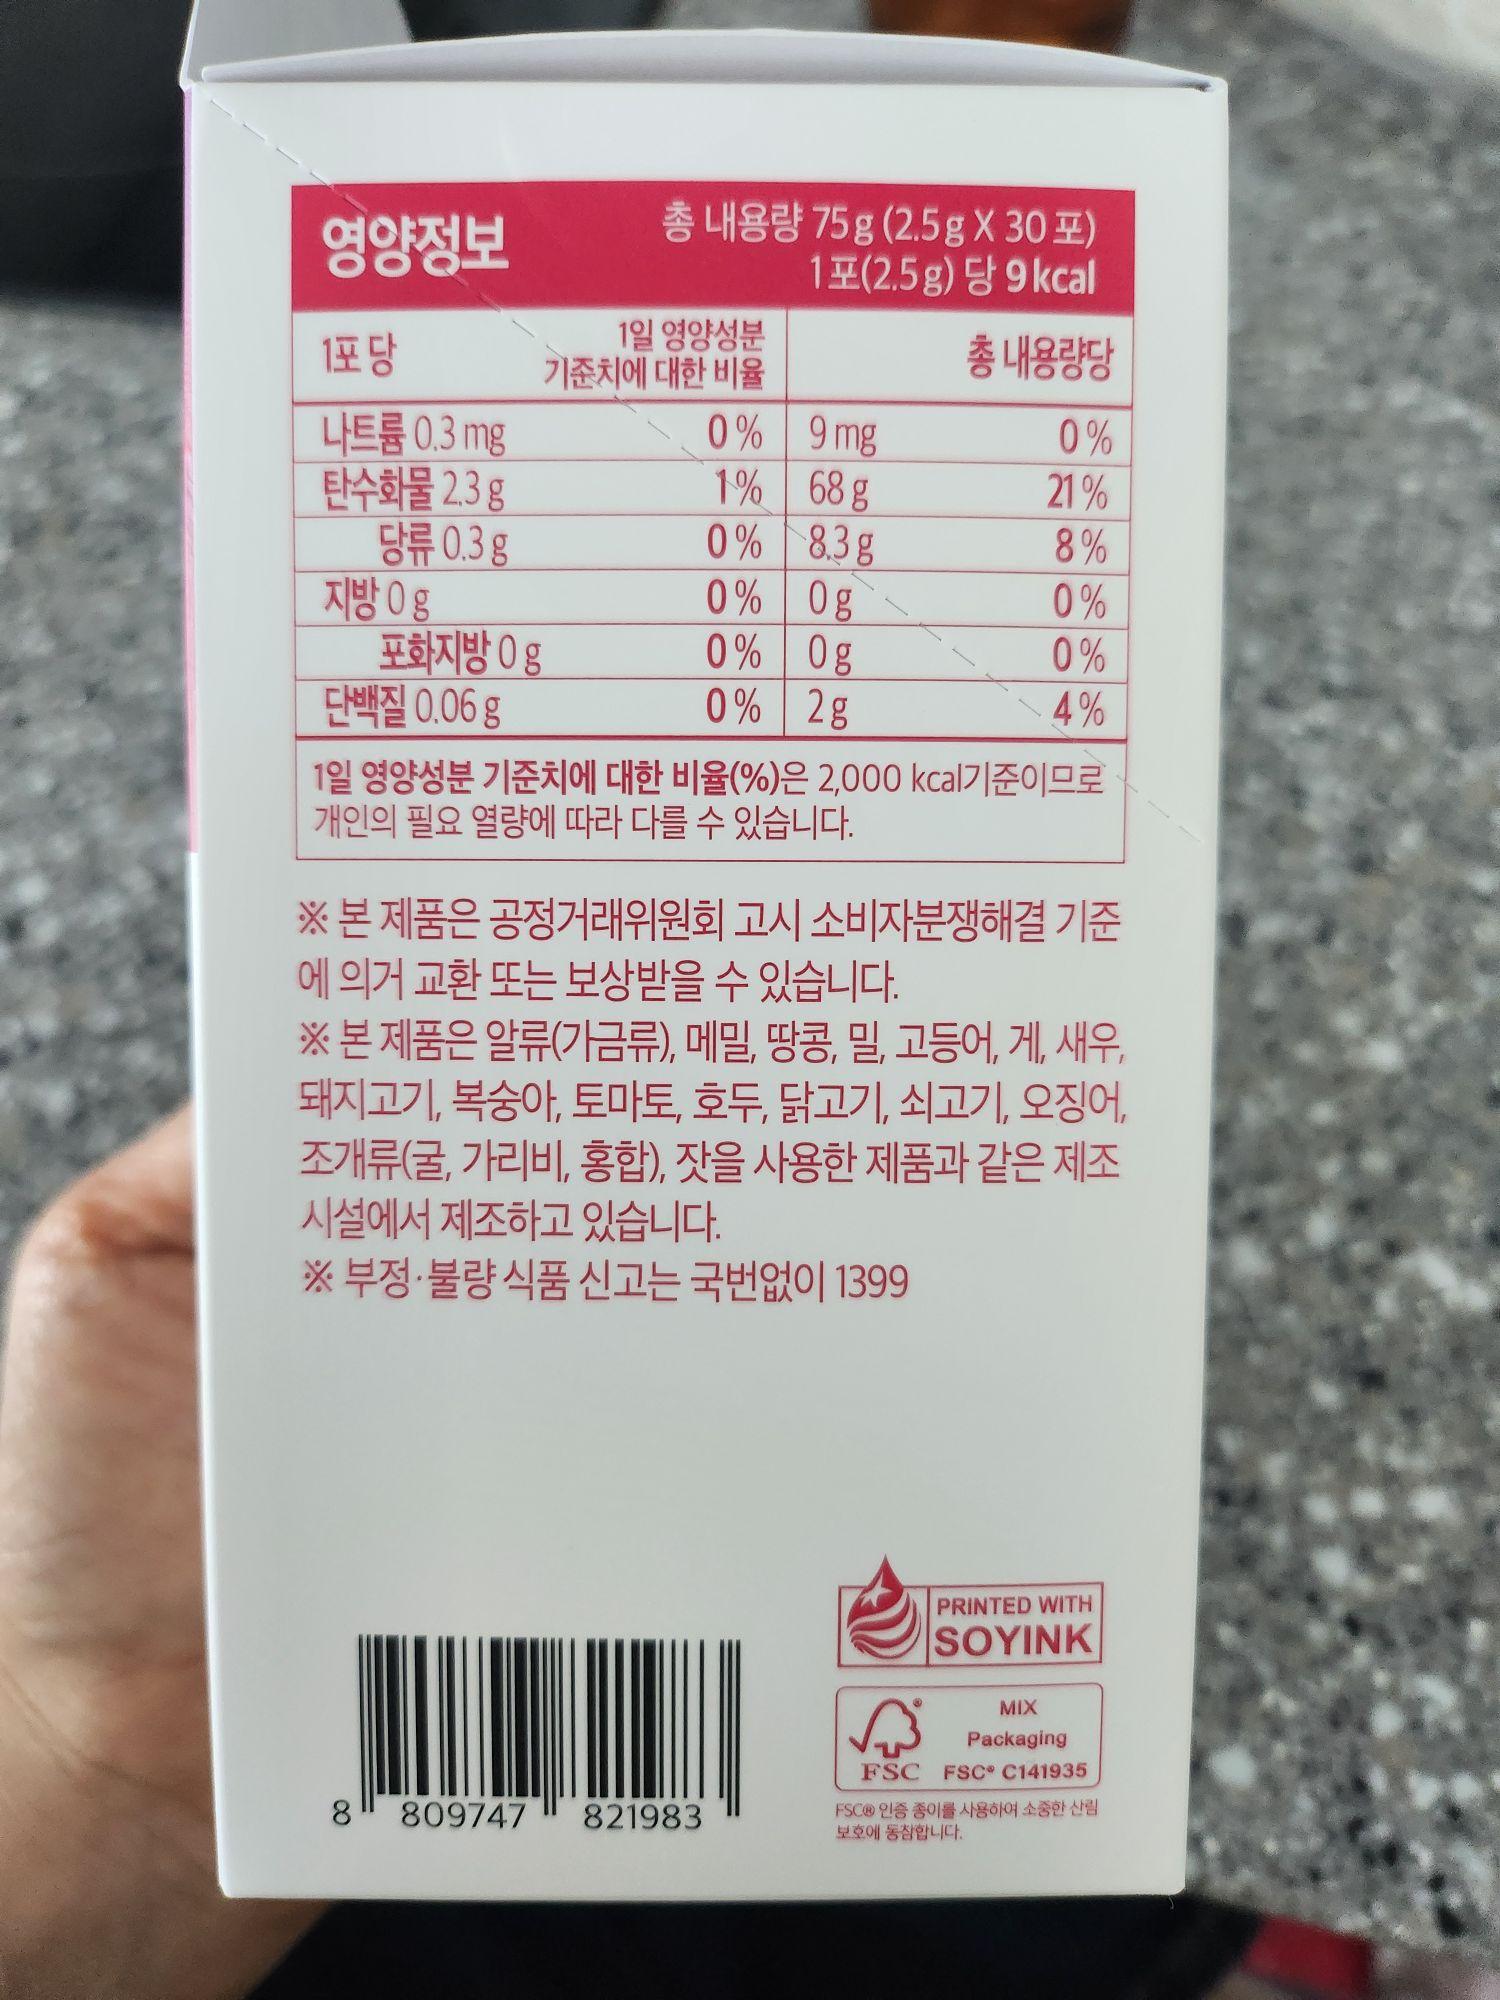 영양정보
총 내용량 75g (2.5g X 30포)
1포(2.5g) 당 9kcal
1포 당
1일 영양성분
기준치에 대한 비율
총 내용량당
나트륨 0.3mg 0% 9mg 0%
탄수화물 2.3g 1% 68g 21%
당류 0.3g 0% 8.3g 8%
지방 0g 0% 0g 0%
포화지방 0g 0% 0g 0%
단백질 0.06g 0% 2g 4%
1일 영양성분 기준치에 대한 비율(%)은 2,000 kcal기준이므로
개인의 필요 열량에 따라 다를 수 있습니다.
※ 본 제품은 공정거래위원회 고시 소비자분쟁해결 기준
에 의거 교환 또는 보상받을 수 있습니다.
※ 본 제품은 알류(가금류), 메밀, 땅콩, 밀, 고등어, 게, 새우,
돼지고기, 복숭아, 토마토, 호두, 닭고기, 쇠고기, 오징어,
조개류(굴, 가리비, 홍합), 잣을 사용한 제품과 같은 제조
시설에서 제조하고 있습니다.
※ 부정·불량 식품 신고는 국번없이 1399
PRINTED WITH
SOYINK
MIX
Packaging
FSC FSC® C141935
FSC® 인증 종이를 사용하여 소중한 산림
보호에 동참합니다.
8 809747 821983